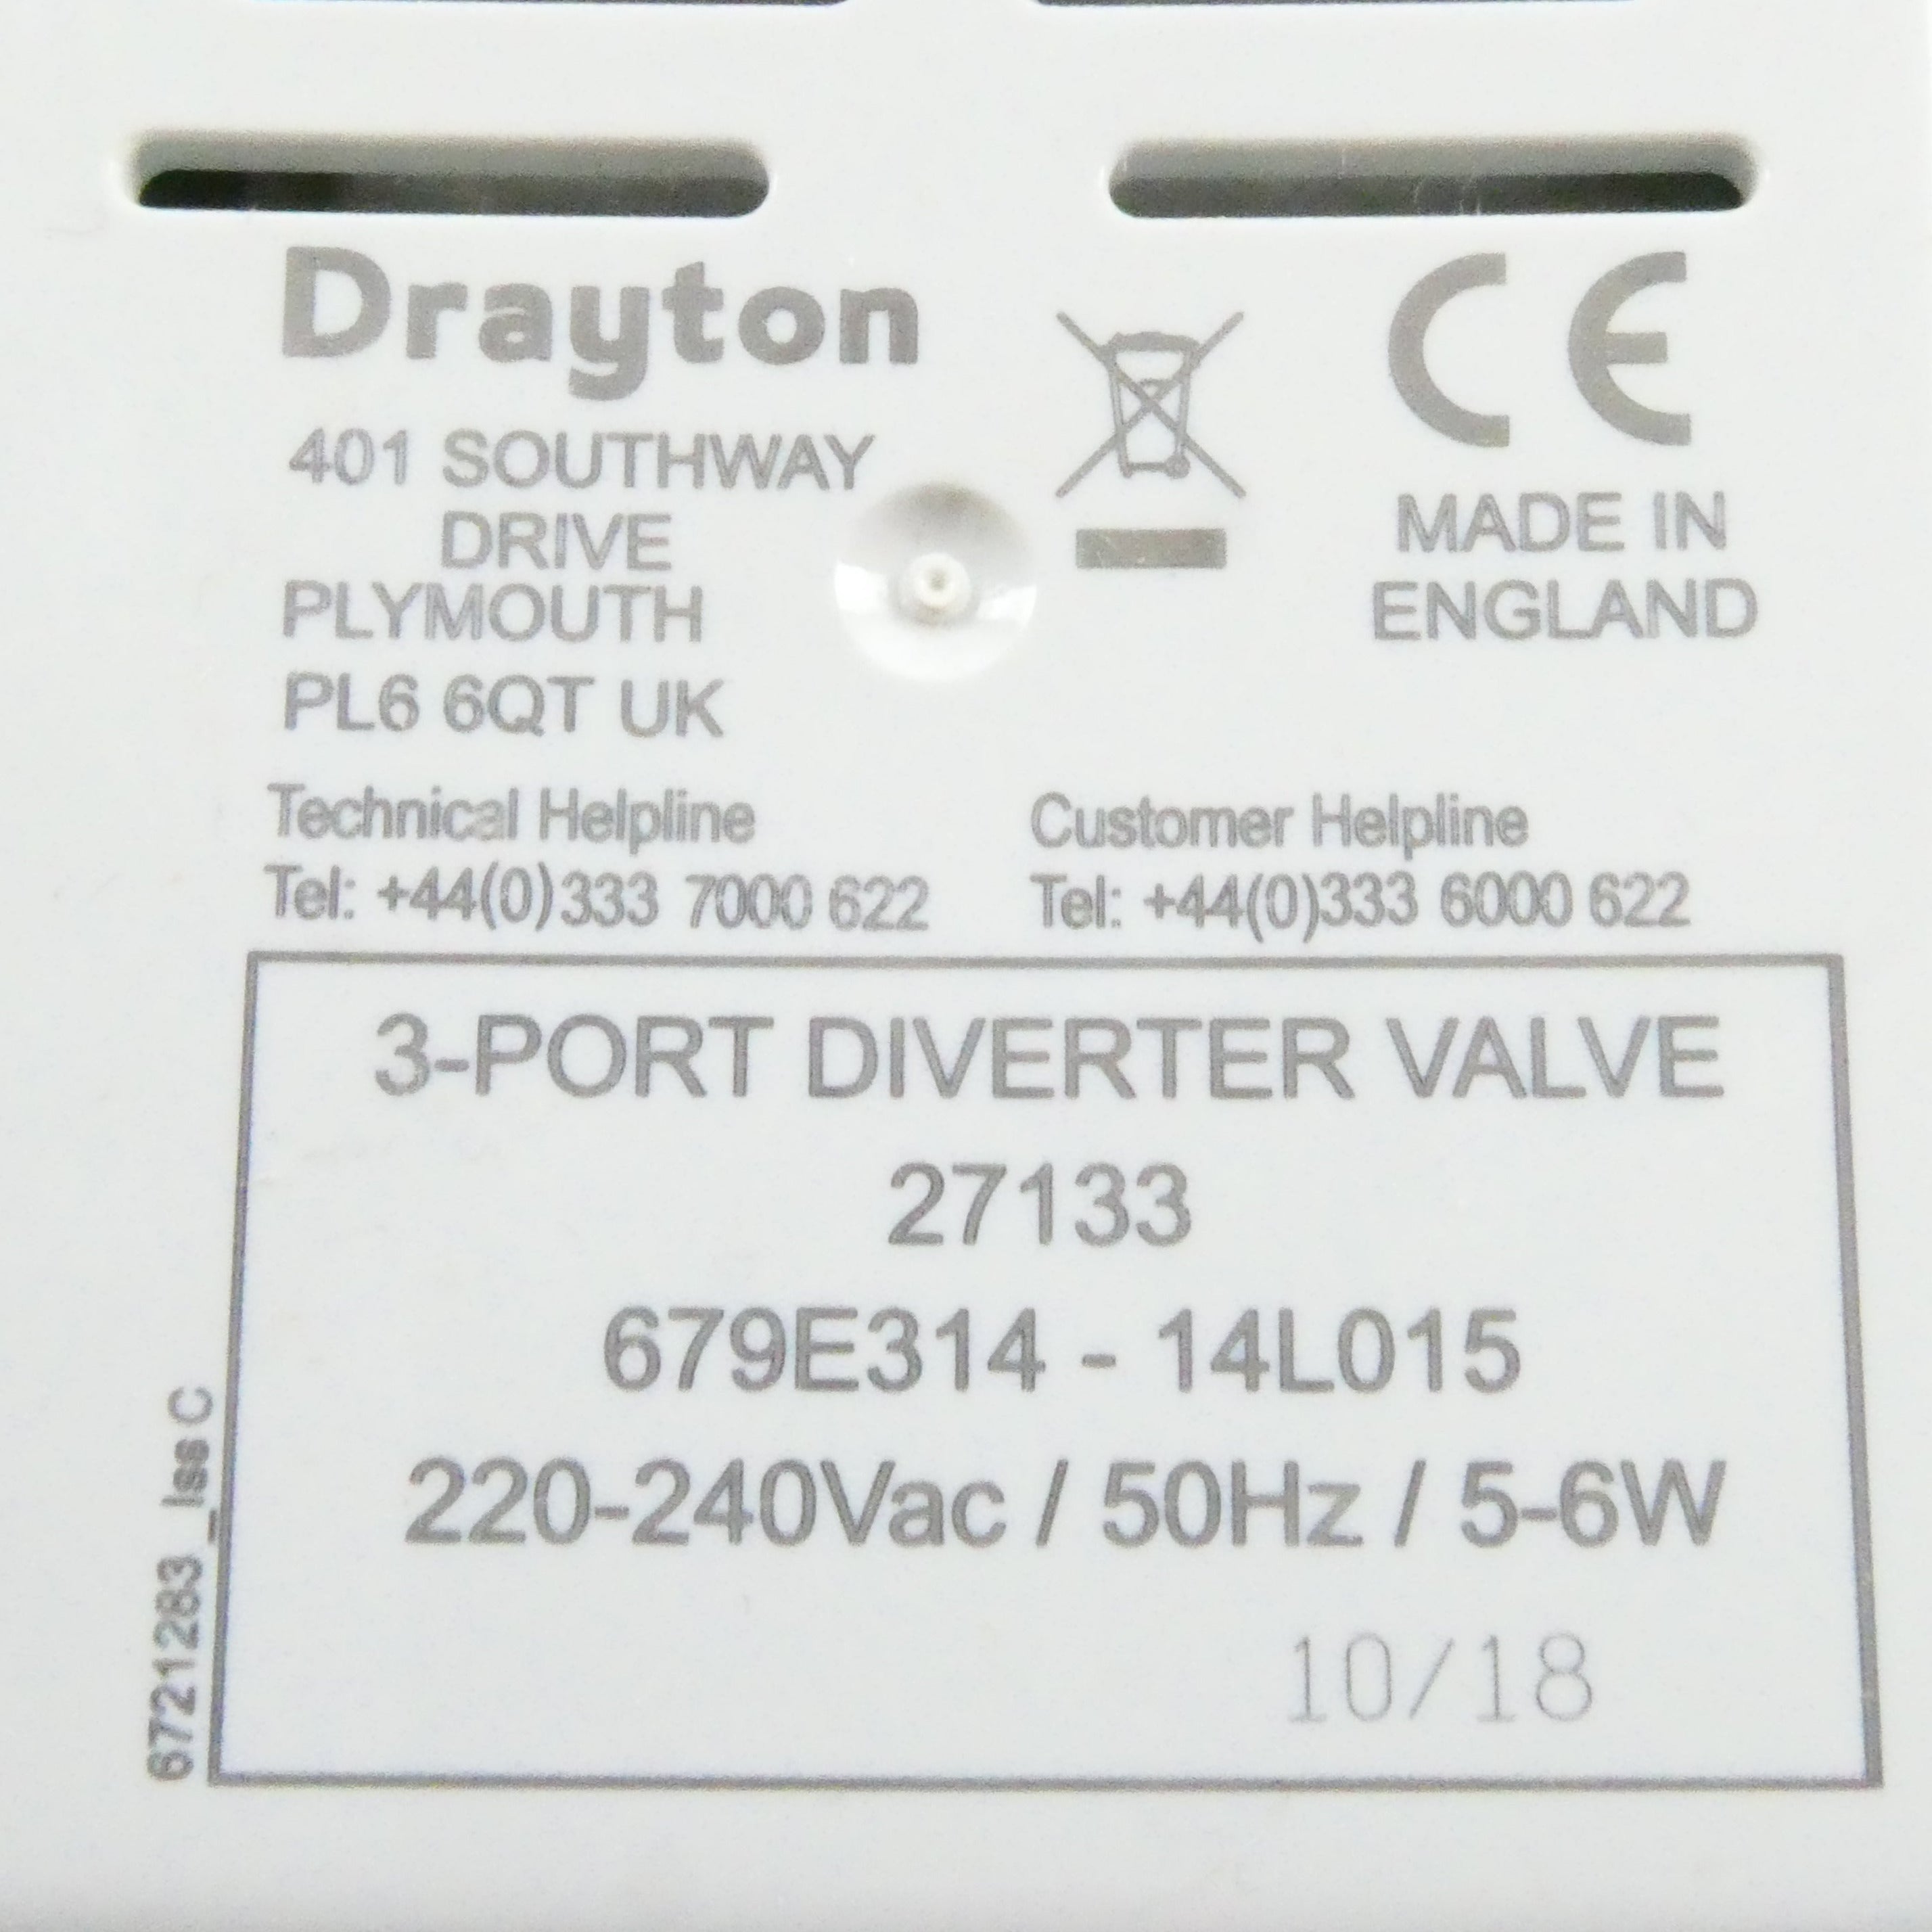 Drayton
401 SOUTHWAY
DRIVE
PLYMOUTH
PL6 6QT UK
CE
MADE IN
ENGLAND
Technical Helpline
Tel: +44(0)333 7000 622
Customer Helpline
Tel: +44(0)333 6000 622
3-PORT DIVERTER VALVE
27133
679E314 - 14L015
220-240Vac / 50Hz / 5-6W
10/18
6721283_Iss C